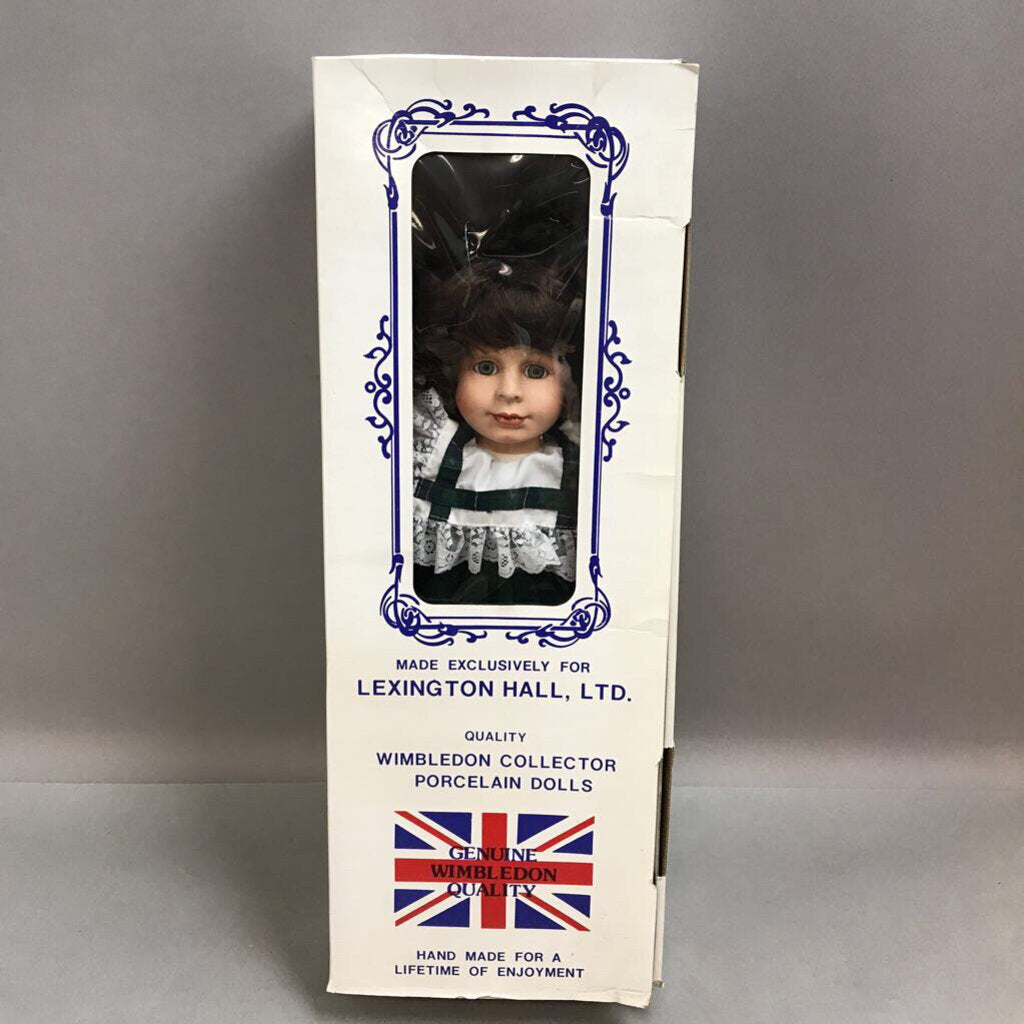 MADE EXCLUSIVELY FOR
LEXINGTON HALL, LTD.
QUALITY
WIMBLEDON COLLECTOR
PORCELAIN DOLLS
GENUINE
WIMBLEDON
QUALITY
HAND MADE FOR A
LIFETIME OF ENJOYMENT